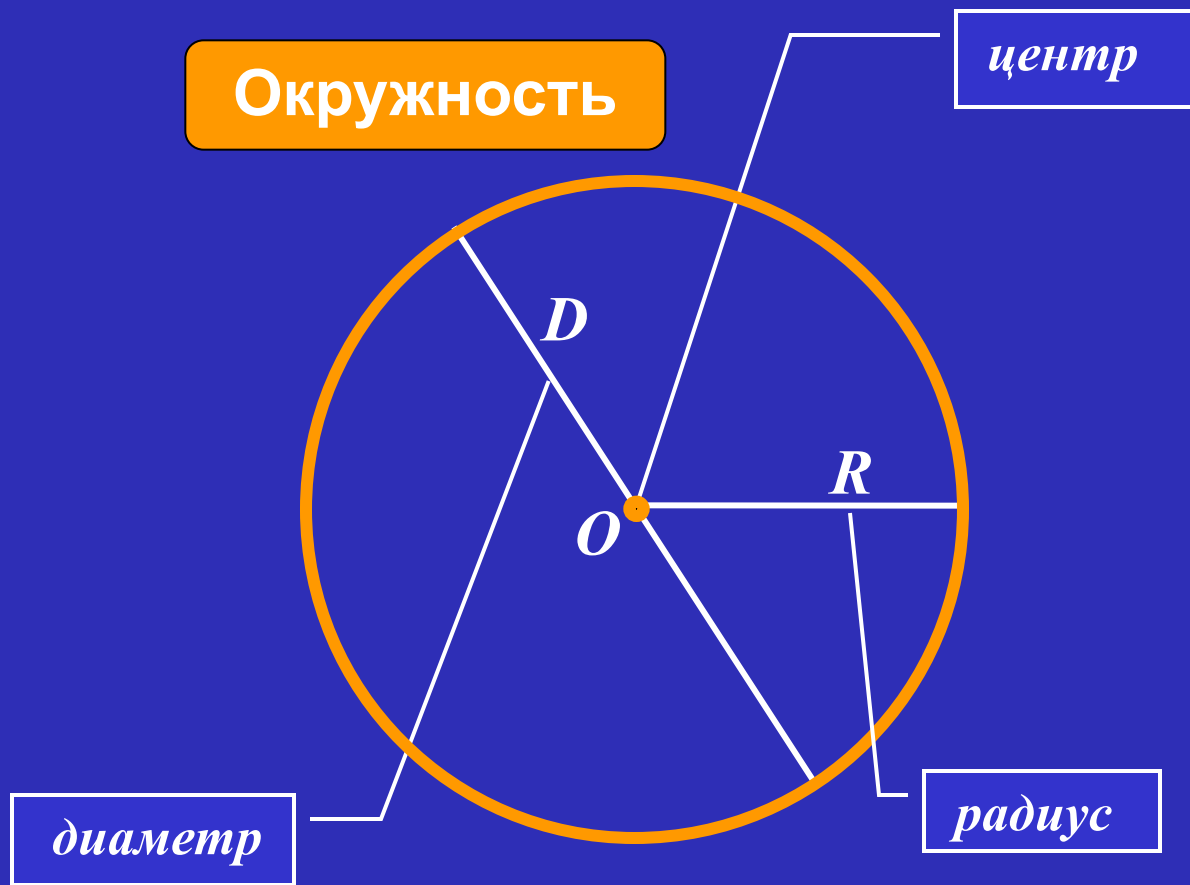 центр
Окружность
D
R
O
диаметр
радиус